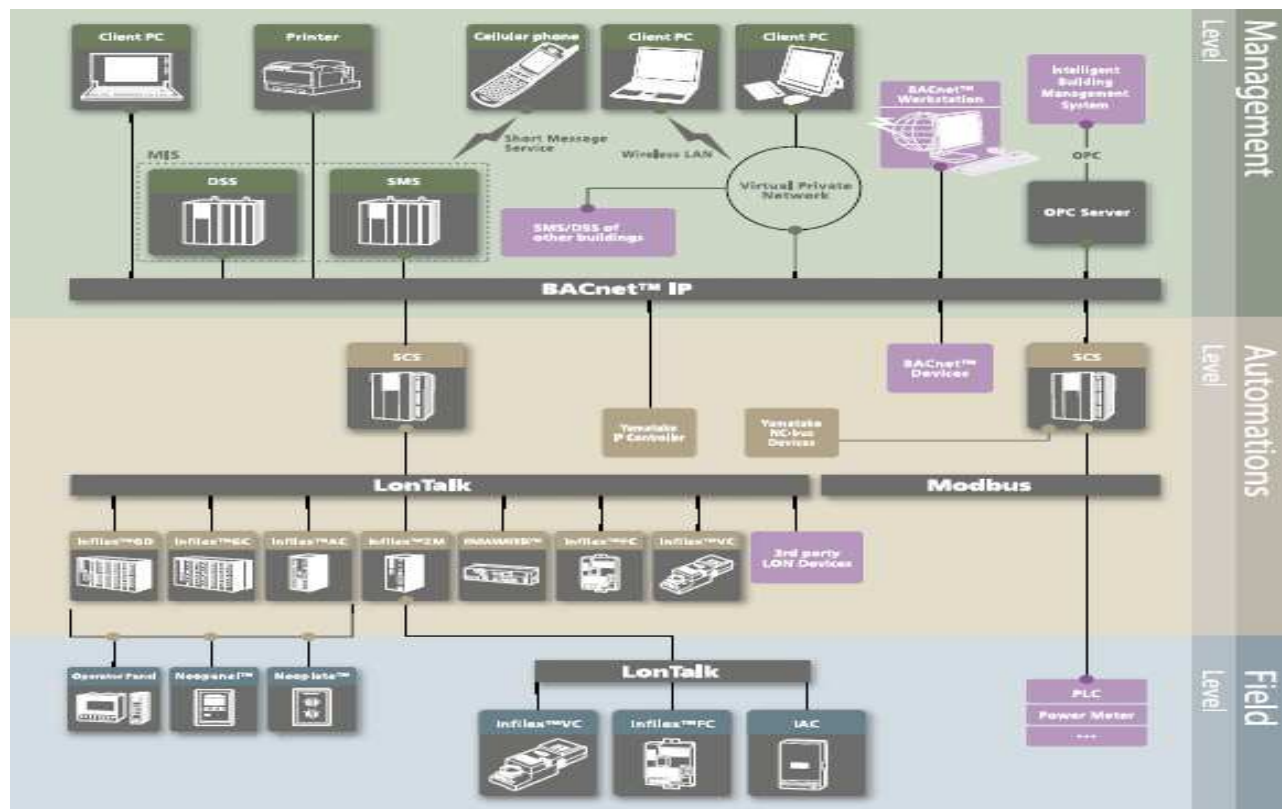 Client PC
Printer
Cellular phone
Client PC
Client PC
BACnet™
Workstation
Intelligent
Building
Management
System
Management
Level
Short Message
Service
Wireless LAN
OPC
MIS
DSS
SMS
Virtual Private
Network
SMS/DSS of
other buildings
OPC Server
BACnet™ IP
SCS
BACnet™
Devices
SCS
Automations
Level
Yamatake
IP Controller
Yamatake
NC-bus
Devices
LonTalk
Modbus
Infilex™GD
Infilex™GC
Infilex™AC
Infilex™ZM
Infilex™FC
Infilex™VC
3rd party
LON Devices
Operator Panel
Neopanel™
Neoplate™
LonTalk
Field
Level
PLC
Power Meter
•••
Infilex™VC
Infilex™FC
IAC